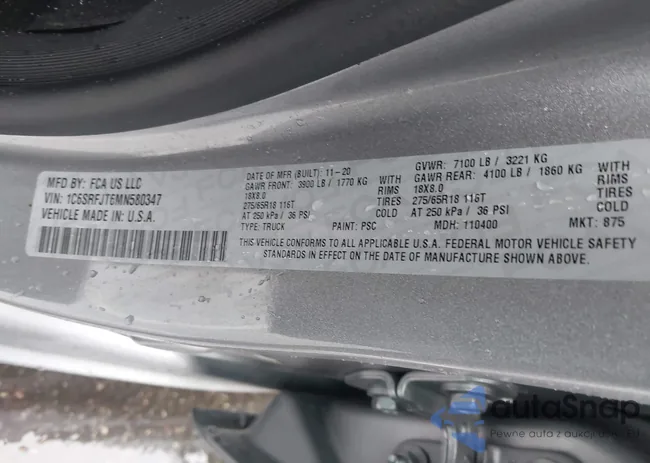 MFD BY: FCA US LLC
VIN: 1C6SRFJT6MN580347
VEHICLE MADE IN U.S.A.
DATE OF MFR (BUILT) 11-20
GAWR FRONT: 3900 LB / 1770 KG
18X8.0 RIMS
275/65R18 116T TIRES
AT 250 kPa / 36 PSI COLD
TYPE: TRUCK PAINT: PSC
GVWR: 7100 LB / 3221 KG
GAWR REAR: 4100 LB / 1860 KG
18X8.0 RIMS
275/65R18 116T TIRES
AT 250 kPa / 36 PSI COLD
MDH: 110400 MKT: 875
THIS VEHICLE CONFORMS TO ALL APPLICABLE U.S.A. FEDERAL MOTOR VEHICLE SAFETY
STANDARDS IN EFFECT ON THE DATE OF MANUFACTURE SHOWN ABOVE.
autaSnap
Pewne auta z aukcji